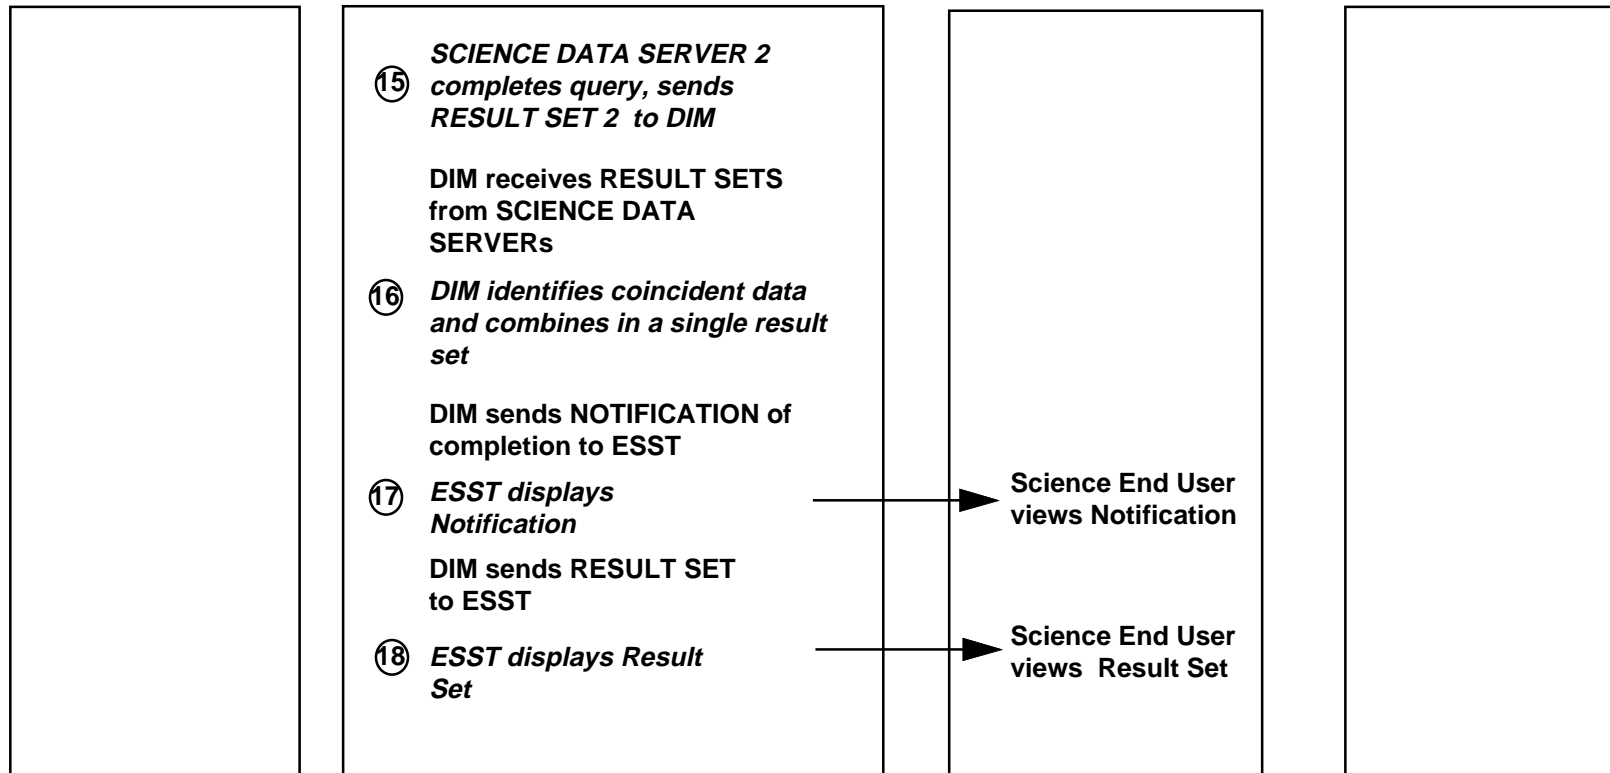 15 SCIENCE DATA SERVER 2
completes query, sends
RESULT SET 2 to DIM
DIM receives RESULT SETS
from SCIENCE DATA
SERVERs
16 DIM identifies coincident data
and combines in a single result
set
DIM sends NOTIFICATION of
completion to ESST
17 ESST displays
Notification
Science End User
views Notification
DIM sends RESULT SET
to ESST
18 ESST displays Result
Set
Science End User
views Result Set